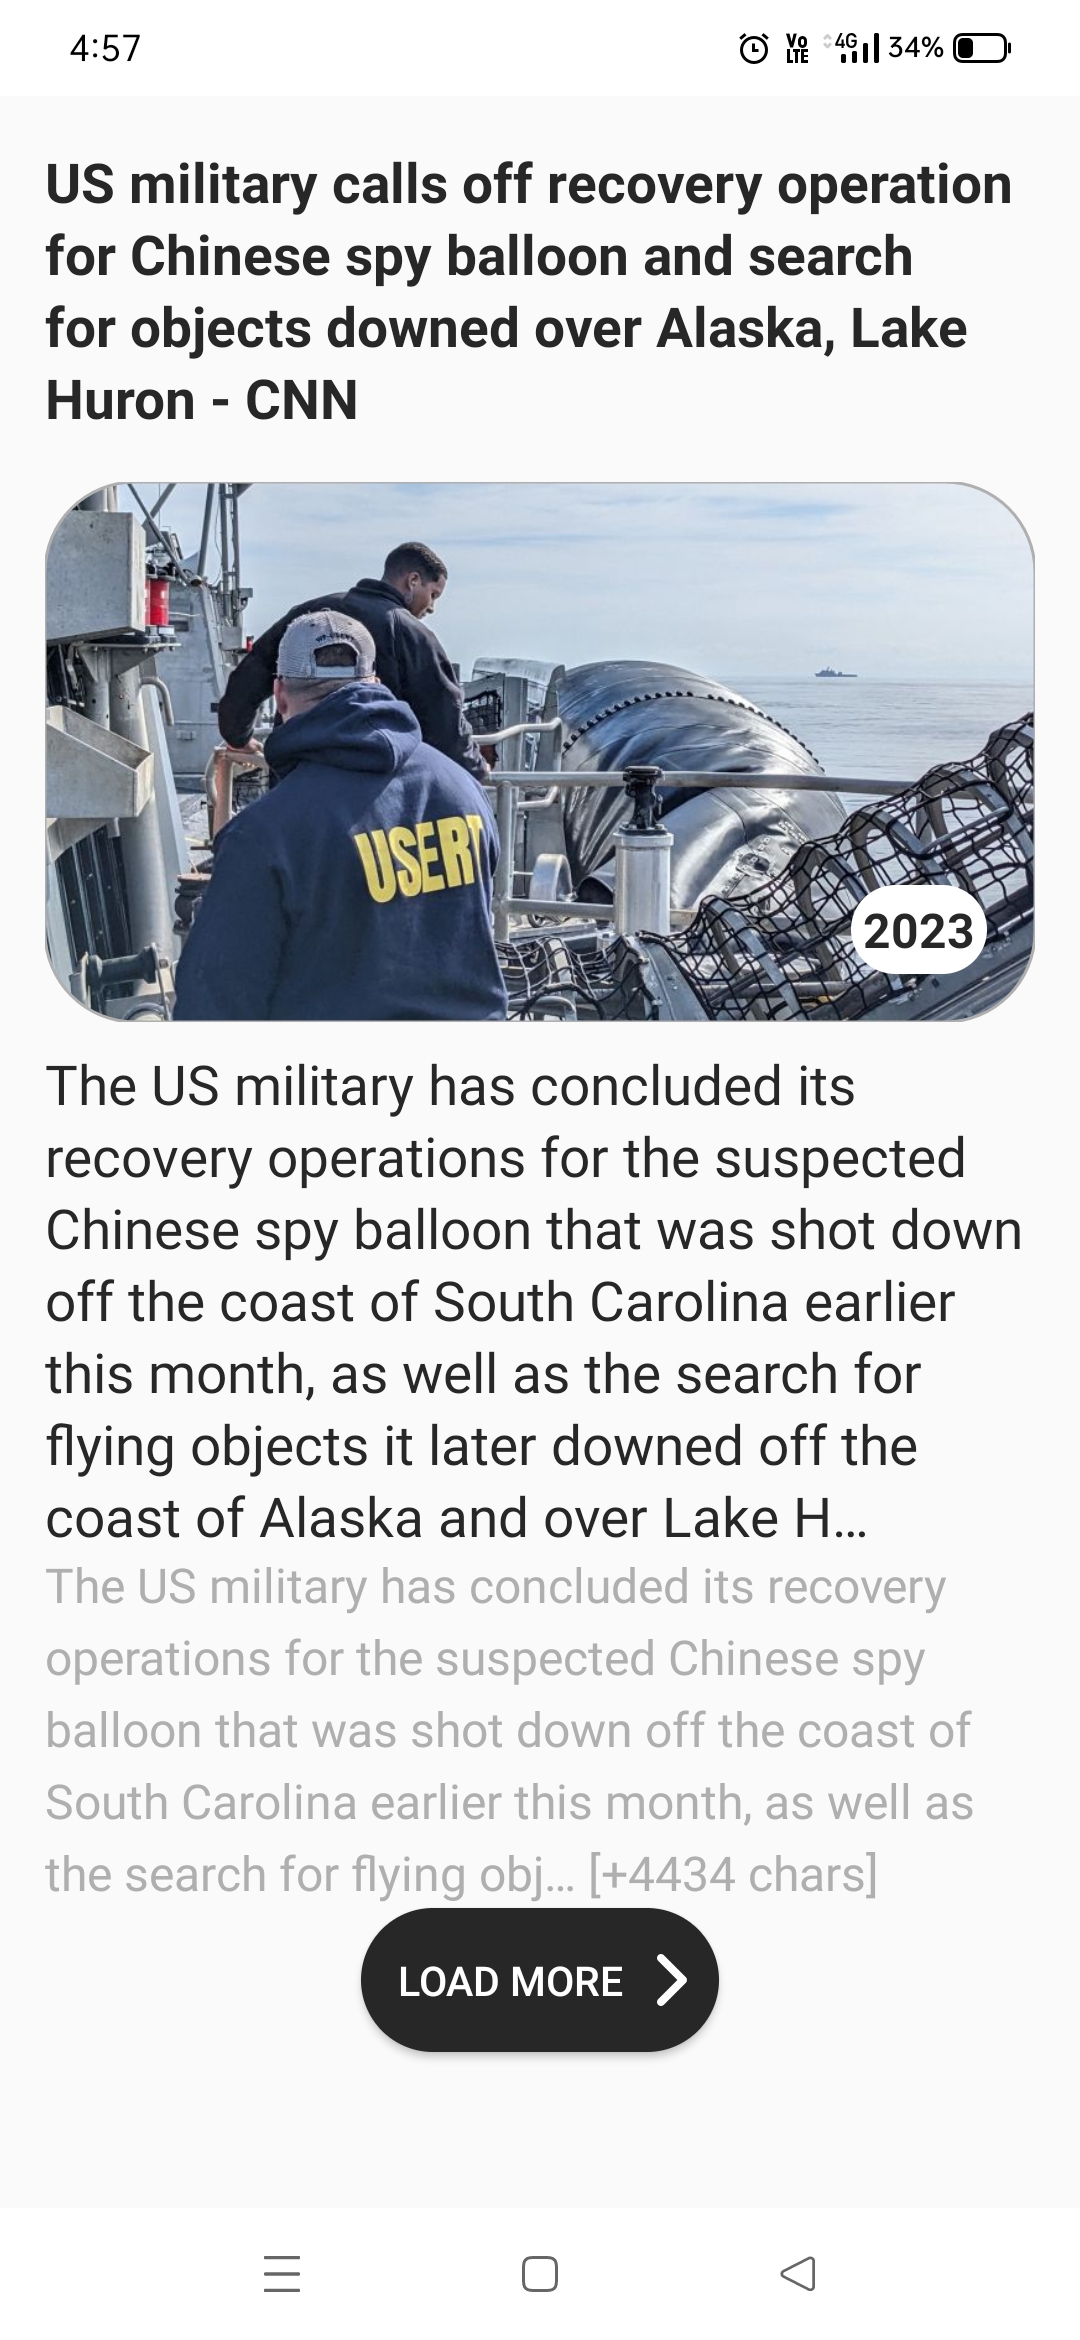 4:57
Vo
LTE
4G
34%
US military calls off recovery operation
for Chinese spy balloon and search
for objects downed over Alaska, Lake
Huron - CNN
USERT
2023
The US military has concluded its
recovery operations for the suspected
Chinese spy balloon that was shot down
off the coast of South Carolina earlier
this month, as well as the search for
flying objects it later downed off the
coast of Alaska and over Lake H…
The US military has concluded its recovery
operations for the suspected Chinese spy
balloon that was shot down off the coast of
South Carolina earlier this month, as well as
the search for flying obj… [+4434 chars]
LOAD MORE